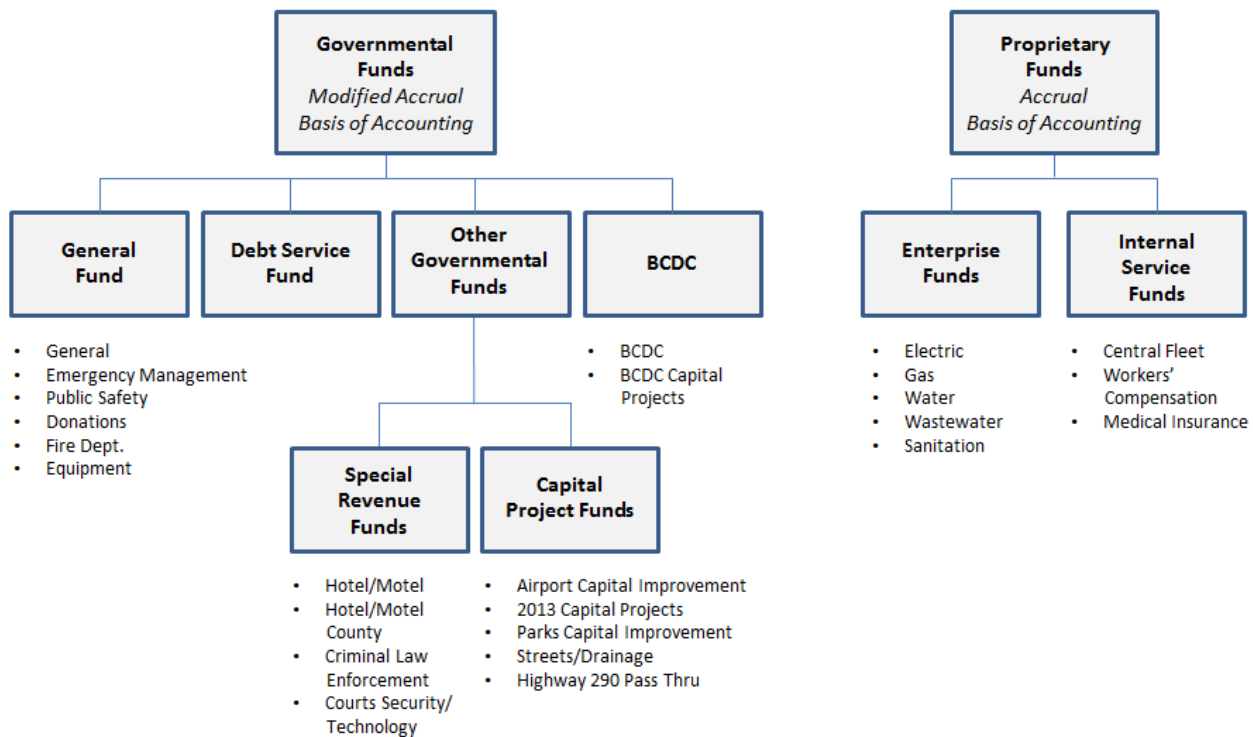 Governmental
Funds
Modified Accrual
Basis of Accounting
Proprietary
Funds
Accrual
Basis of Accounting
General
Fund
Debt Service
Fund
Other
Governmental
Funds
BCDC
Enterprise
Funds
Internal
Service
Funds
• General
• Emergency Management
• Public Safety
• Donations
• Fire Dept.
• Equipment
• BCDC
• BCDC Capital
Projects
• Electric
• Gas
• Water
• Wastewater
• Sanitation
• Central Fleet
• Workers’
Compensation
• Medical Insurance
Special
Revenue
Funds
Capital
Project Funds
• Hotel/Motel
• Hotel/Motel
County
• Criminal Law
Enforcement
• Courts Security/
Technology
• Airport Capital Improvement
• 2013 Capital Projects
• Parks Capital Improvement
• Streets/Drainage
• Highway 290 Pass Thru